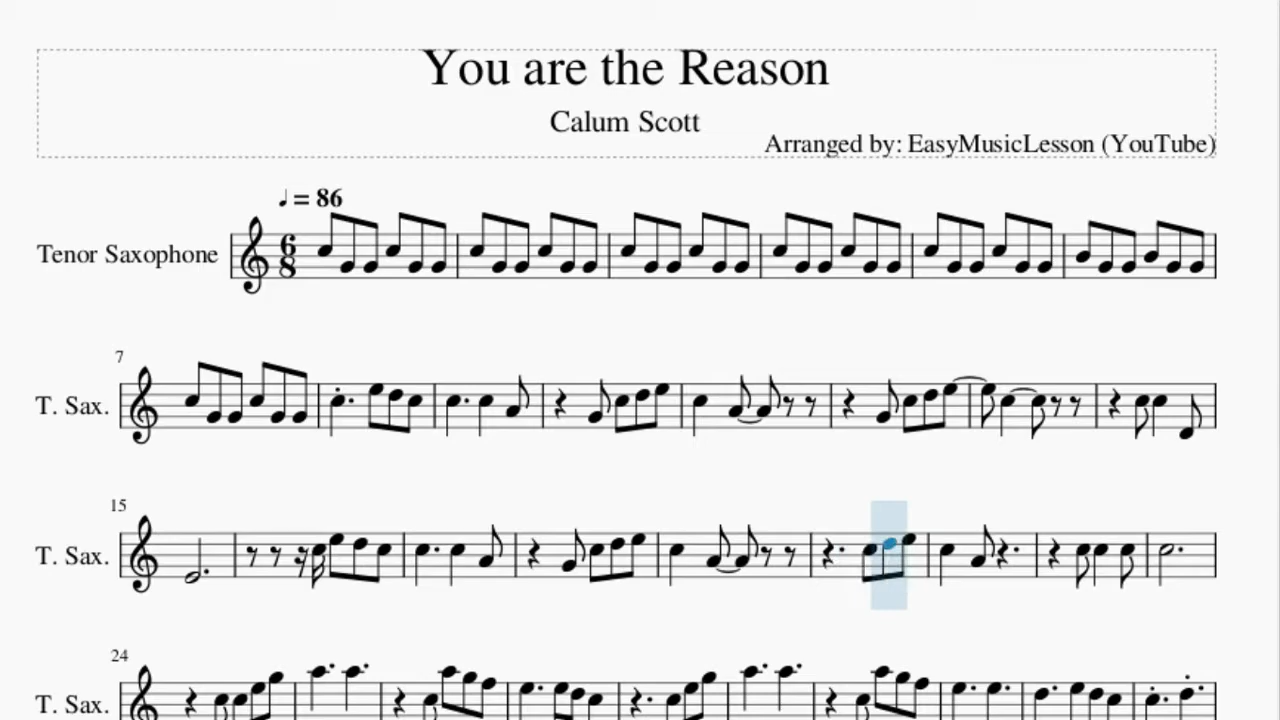 You are the Reason
Calum Scott
Arranged by: EasyMusicLesson (YouTube)
♩ = 86
Tenor Saxophone
6
8
7
T. Sax.
15
T. Sax.
24
T. Sax.